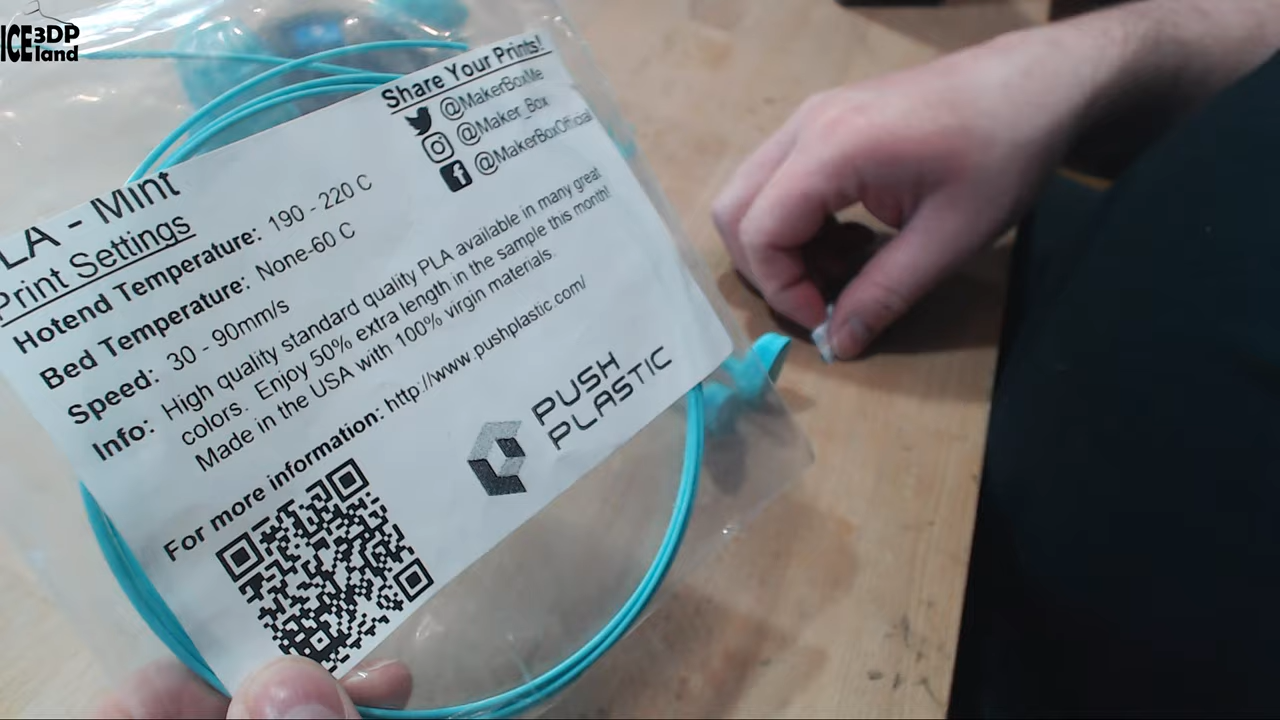 ICE 3DP
land
Share Your Prints!
@MakerBoxMe
@Maker_Box
@MakerBoxOfficial
LA - Mint
Print Settings
Hotend Temperature: 190 - 220 C
Bed Temperature: None-60 C
Speed: 30 - 90mm/s
Info: High quality standard quality PLA available in many great
colors. Enjoy 50% extra length in the sample this month!
Made in the USA with 100% virgin materials.
For more information: http://www.pushplastic.com/
PUSH
PLASTIC